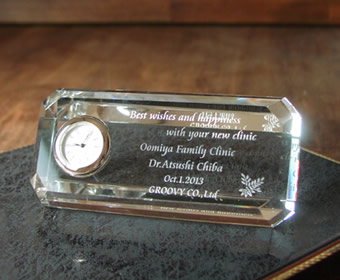 Best wishes and happiness
with your new clinic
Oomiya Family Clinic
Dr.Atsushi Chiba
Oct.1.2013
GROOVY CO.,Ltd